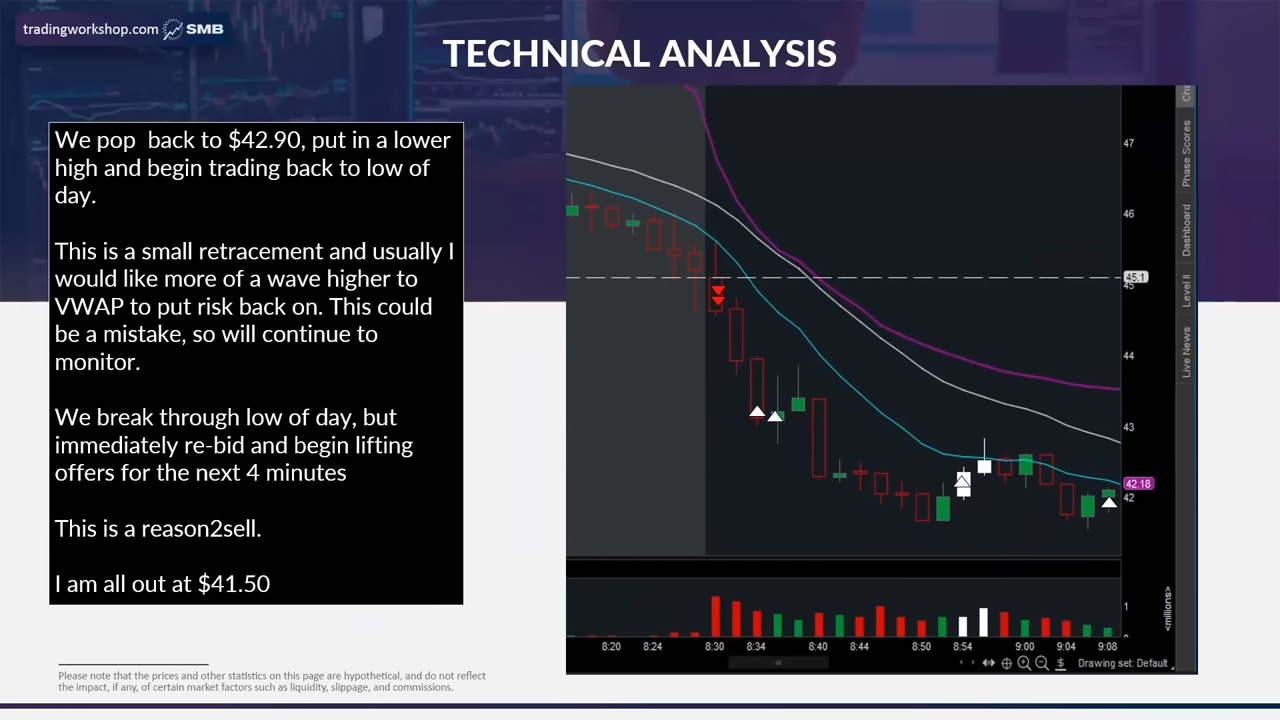 tradingworkshop.com SMB
TECHNICAL ANALYSIS
We pop  back to $42.90, put in a lower
high and begin trading back to low of
day.
This is a small retracement and usually I
would like more of a wave higher to
VWAP to put risk back on. This could
be a mistake, so will continue to
monitor.
We break through low of day, but
immediately re-bid and begin lifting
offers for the next 4 minutes
This is a reason2sell.
I am all out at $41.50
Phase Scores
Dashboard
Level II
Live News
47
46
45.1
45
44
43
42.18
42
1
<millions>
8:20 8:24 8:30 8:34 8:40 8:44 8:50 8:54 9:00 9:04 9:08
Drawing set: Default
Please note that the prices and other statistics on this page are hypothetical, and do not reflect
the impact, if any, of certain market factors such as liquidity, slippage, and commissions.